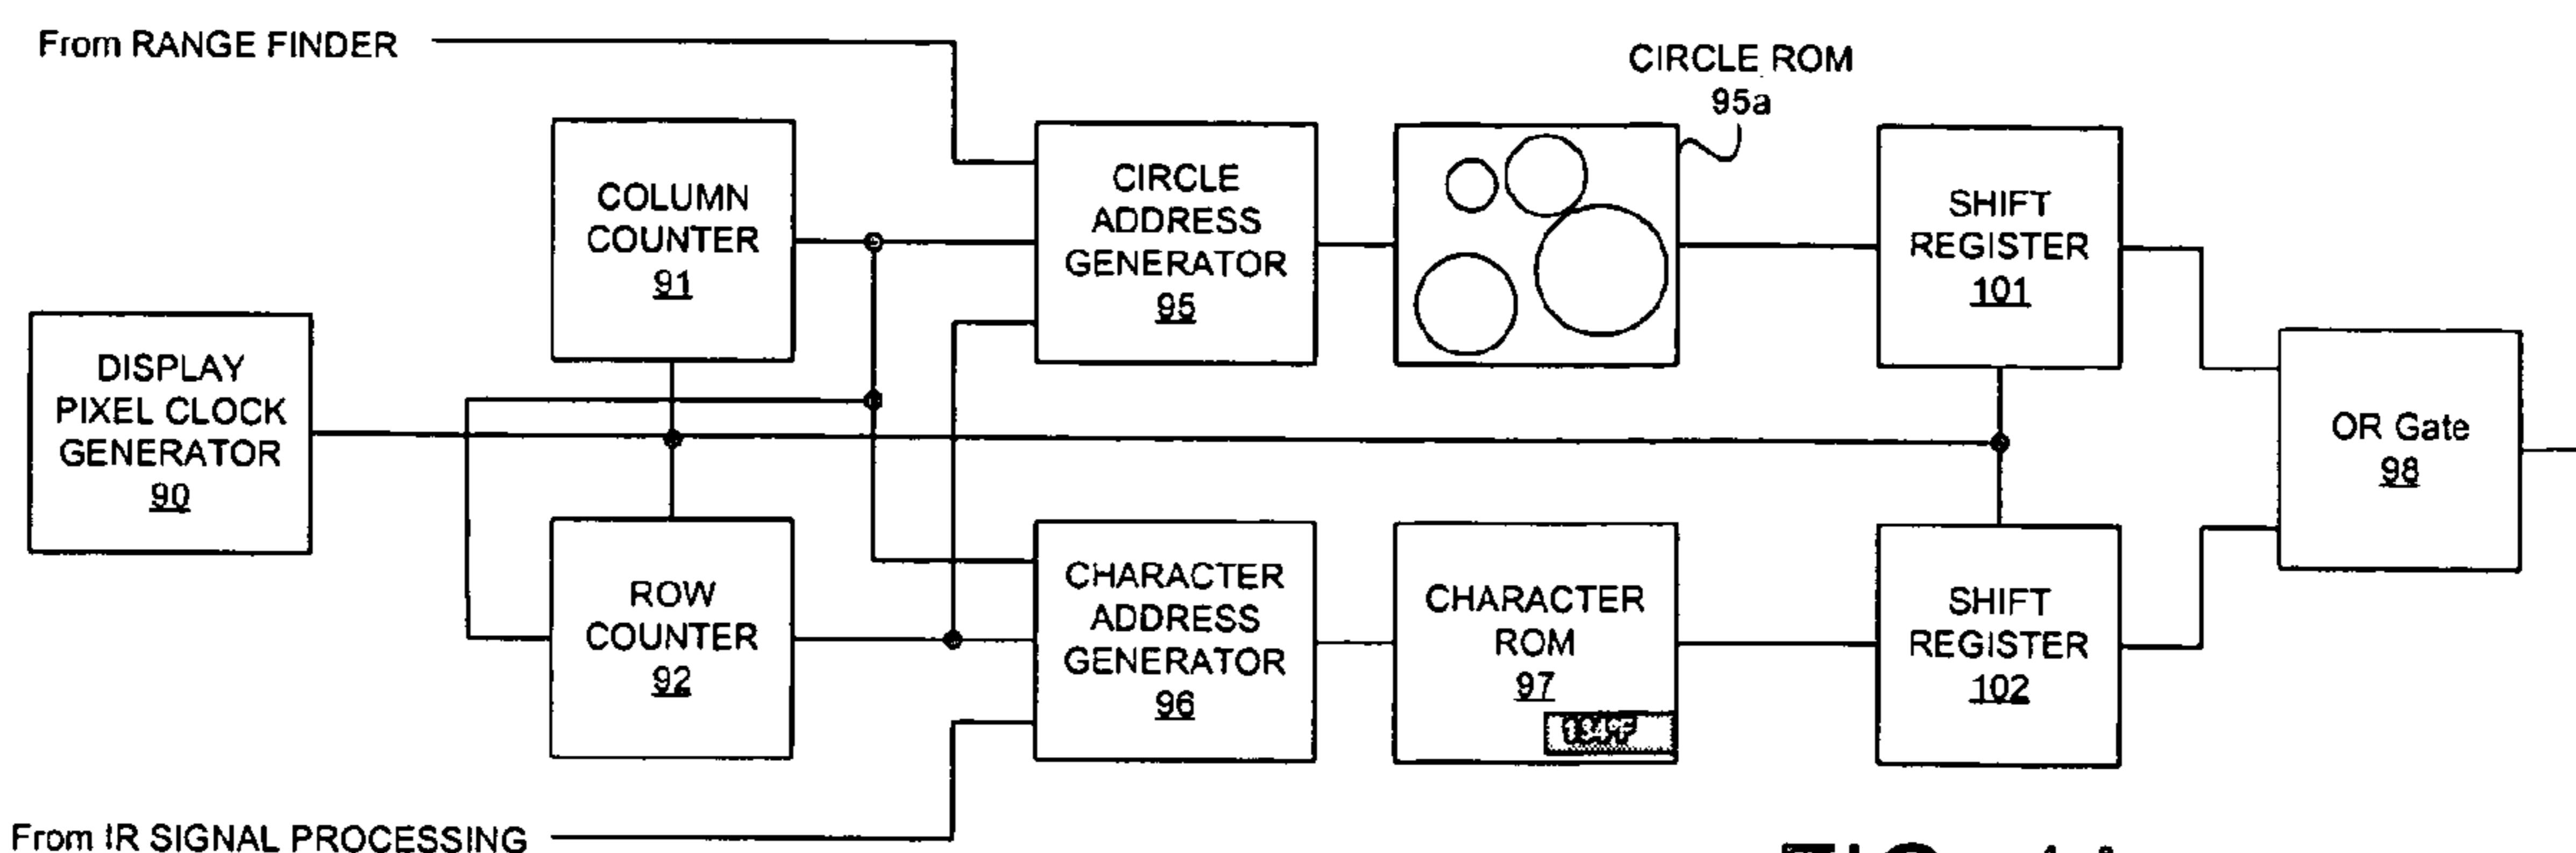 From RANGE FINDER
CIRCLE ROM
95a
COLUMN
COUNTER
91
CIRCLE
ADDRESS
GENERATOR
95
SHIFT
REGISTER
101
DISPLAY
PIXEL CLOCK
GENERATOR
90
OR Gate
98
ROW
COUNTER
92
CHARACTER
ADDRESS
GENERATOR
96
CHARACTER
ROM
97
134°F
SHIFT
REGISTER
102
From IR SIGNAL PROCESSING